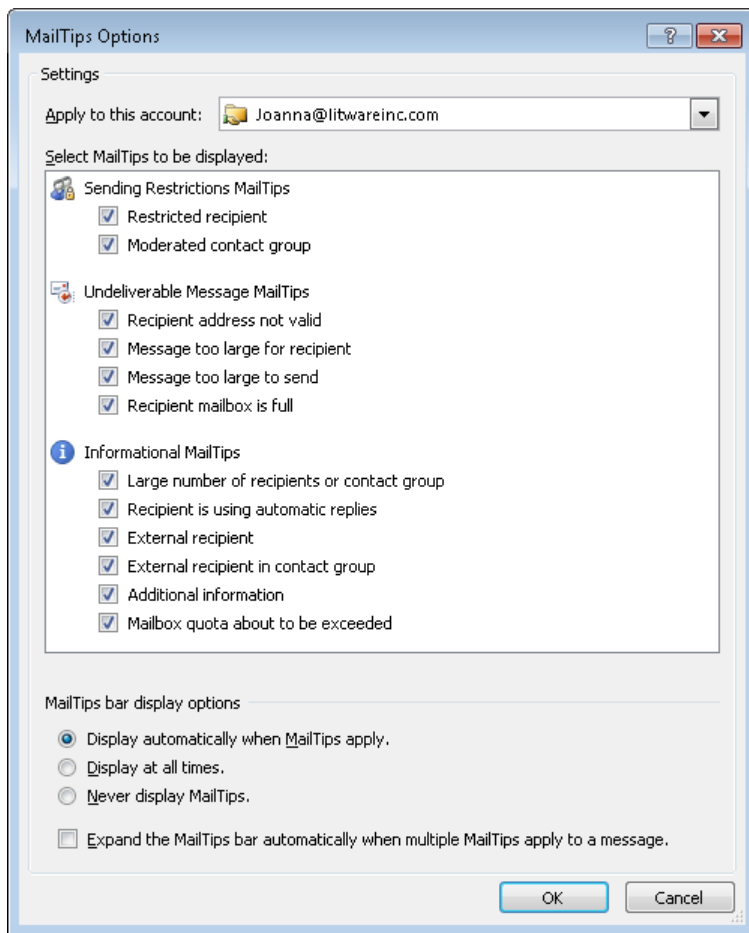 MailTips Options
Settings
Apply to this account: Joanna@litwareinc.com
Select MailTips to be displayed:
Sending Restrictions MailTips
Restricted recipient
Moderated contact group
Undeliverable Message MailTips
Recipient address not valid
Message too large for recipient
Message too large to send
Recipient mailbox is full
Informational MailTips
Large number of recipients or contact group
Recipient is using automatic replies
External recipient
External recipient in contact group
Additional information
Mailbox quota about to be exceeded
MailTips bar display options
Display automatically when MailTips apply.
Display at all times.
Never display MailTips.
Expand the MailTips bar automatically when multiple MailTips apply to a message.
OK Cancel